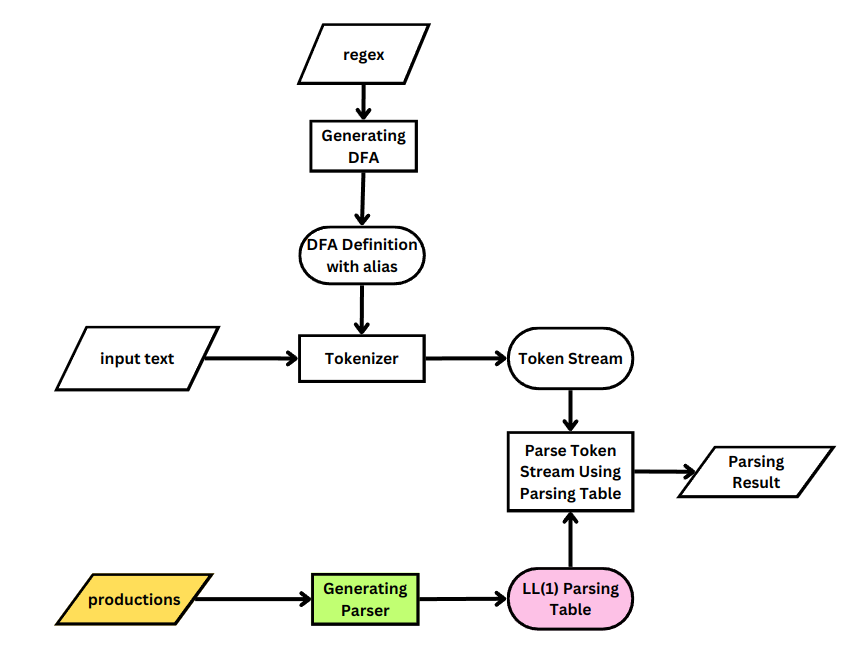 regex
Generating
DFA
DFA Definition
with alias
input text
Tokenizer
Token Stream
Parse Token
Stream Using
Parsing Table
Parsing
Result
productions
Generating
Parser
LL(1) Parsing
Table